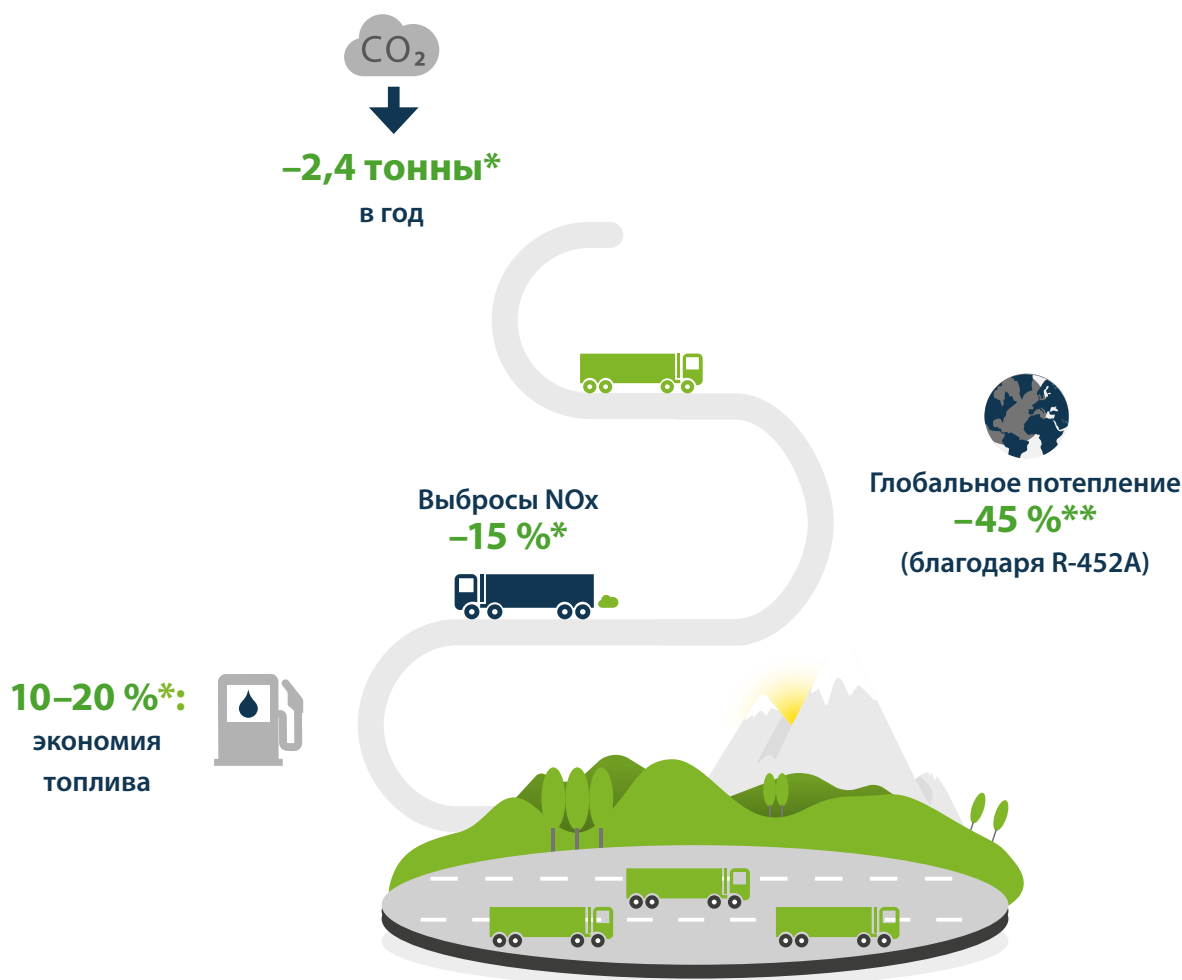 CO₂
–2,4 тонны*
в год
Выбросы NOx
–15 %*
Глобальное потепление
–45 %**
(благодаря R-452A)
10–20 %*:
экономия
топлива